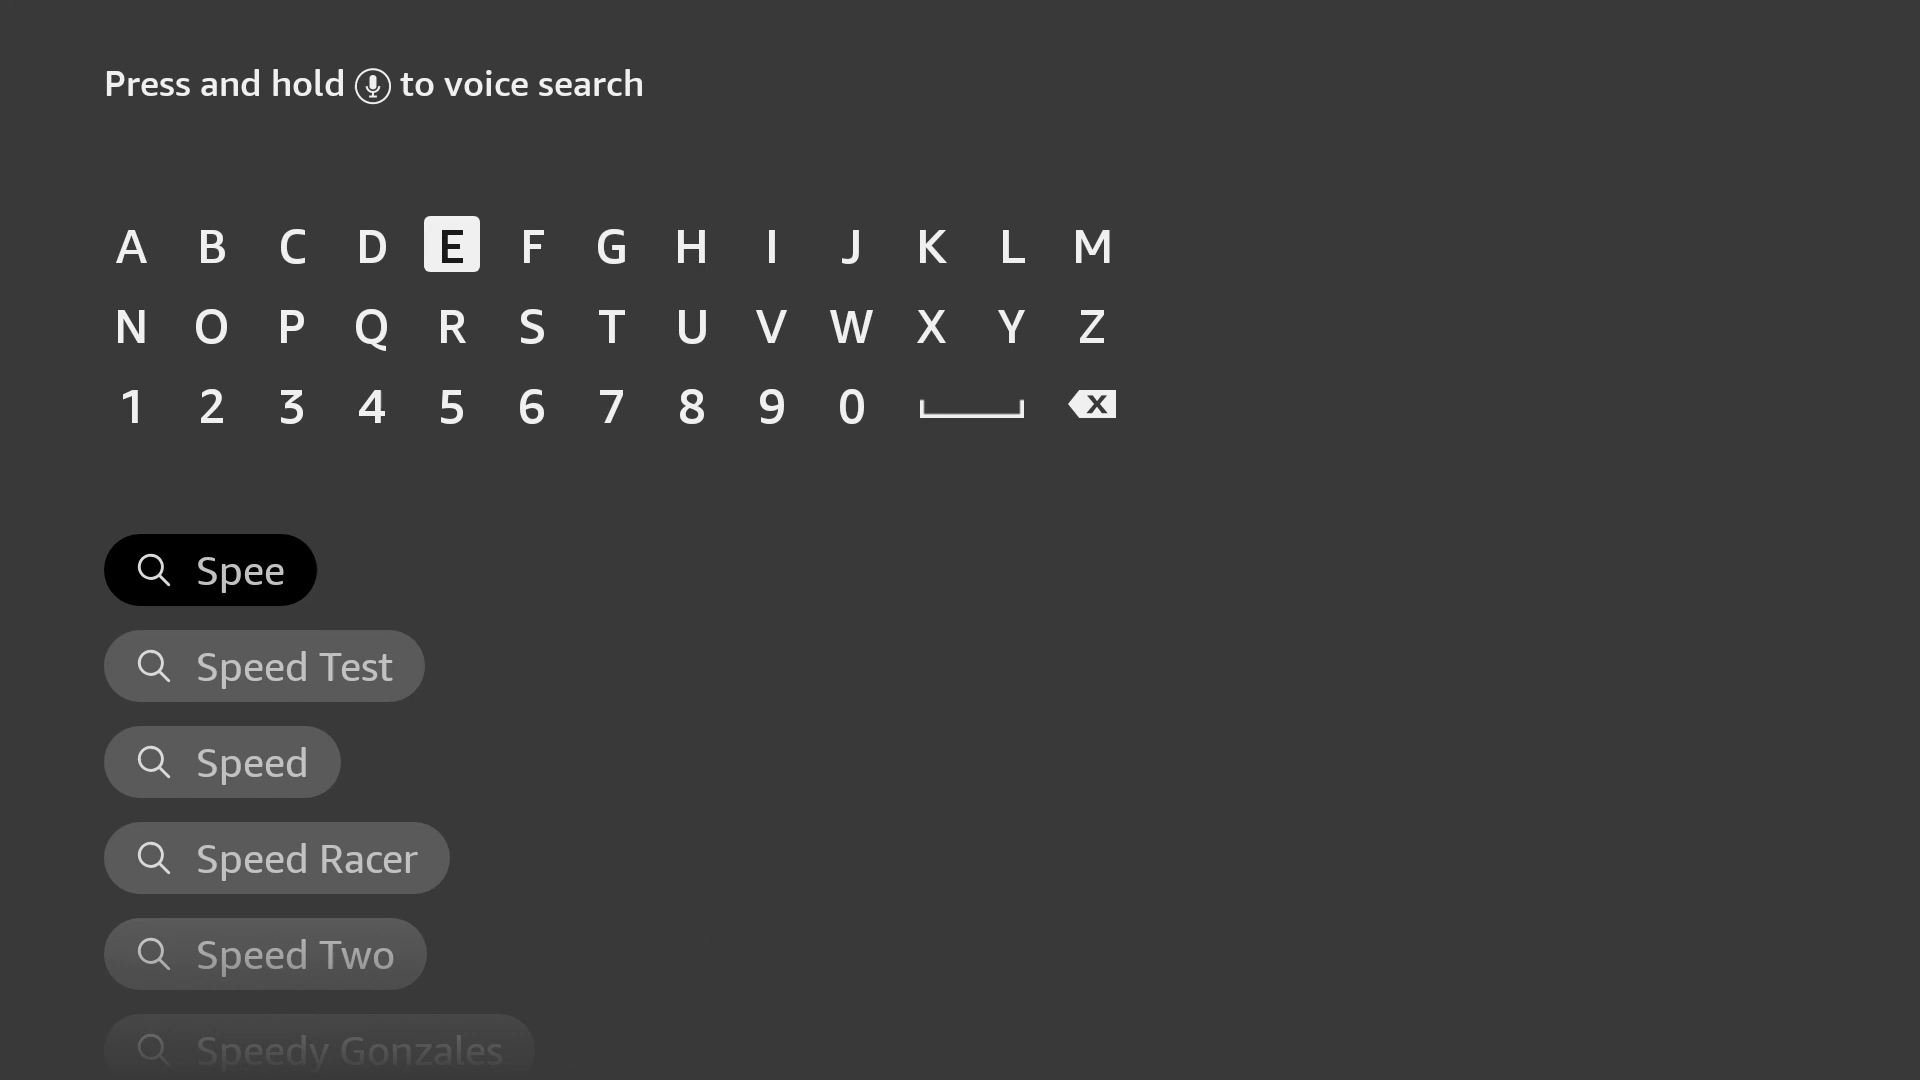 Press and hold to voice search
A B C D E F G H I J K L M
N O P Q R S T U V W X Y Z
1 2 3 4 5 6 7 8 9 0
Spee
Speed Test
Speed
Speed Racer
Speed Two
Speedy Gonzales